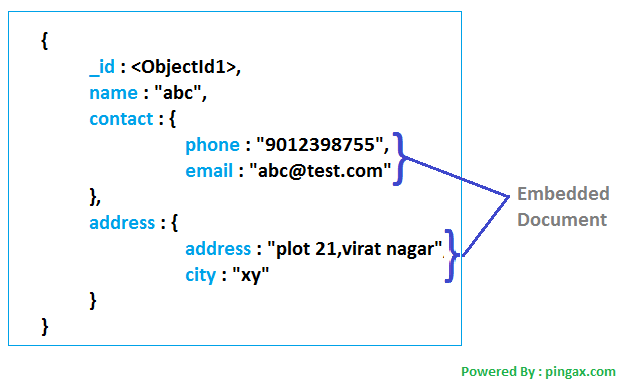 {
_id : <ObjectId1>,
name : "abc",
contact : {
phone : "9012398755",
email : "abc@test.com"
},
address : {
address : "plot 21,virat nagar"
city : "xy"
}
}
Embedded
Document
Powered By : pingax.com